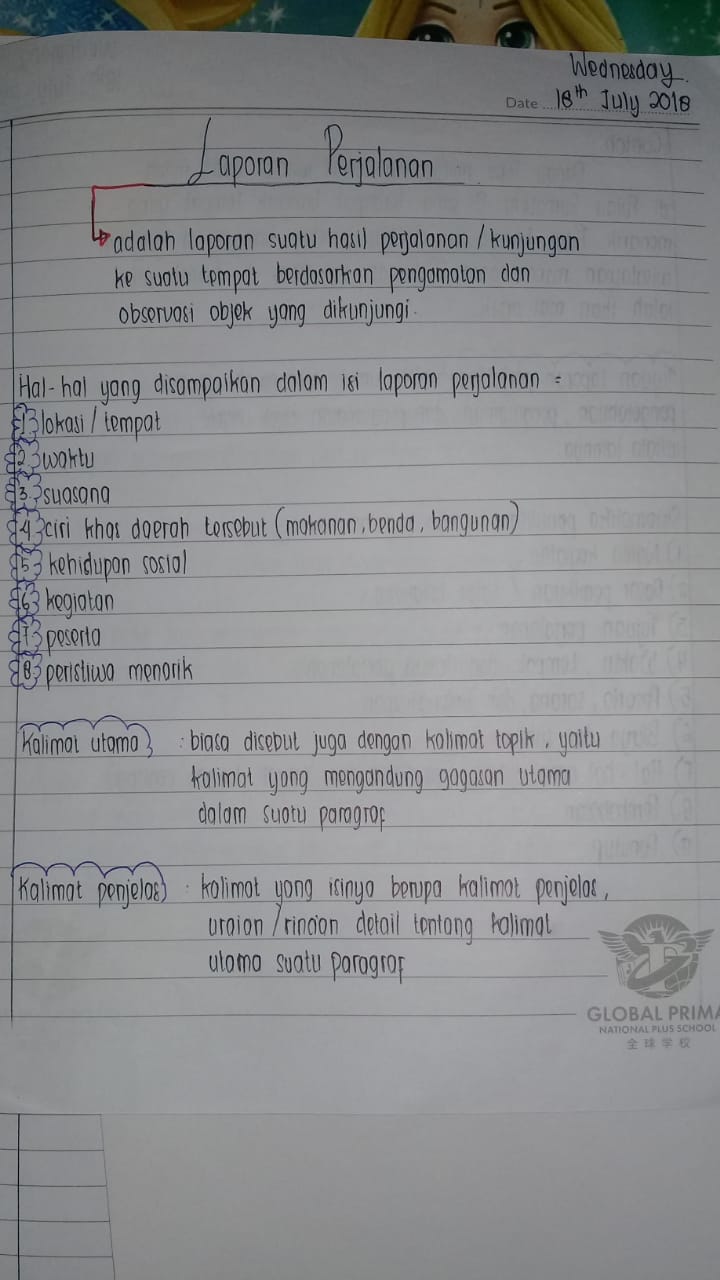 Wednesday
Date 18th July 2018
Laporan Perjalanan
adalah laporan suatu hasil perjalanan / kunjungan
ke suatu tempat berdasarkan pengamatan dan
observasi objek yang dikunjungi.
Hal-hal yang disampaikan dalam isi laporan perjalanan :
1 lokasi / tempat
2 waktu
3 suasana
4 ciri khas daerah tersebut (makanan, benda, bangunan)
5 kehidupan sosial
6 kegiatan
7 peserta
8 peristiwa menarik
Kalimat utama : biasa disebut juga dengan kalimat topik, yaitu
kalimat yang mengandung gagasan utama
dalam suatu paragraf
Kalimat penjelas : kalimat yang isinya berupa kalimat penjelas,
uraian / rincian detail tentang kalimat
utama suatu paragraf
GLOBAL PRIMA
NATIONAL PLUS SCHOOL
全球学校